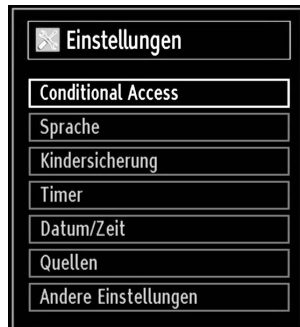 Einstellungen
Conditional Access
Sprache
Kindersicherung
Timer
Datum/Zeit
Quellen
Andere Einstellungen